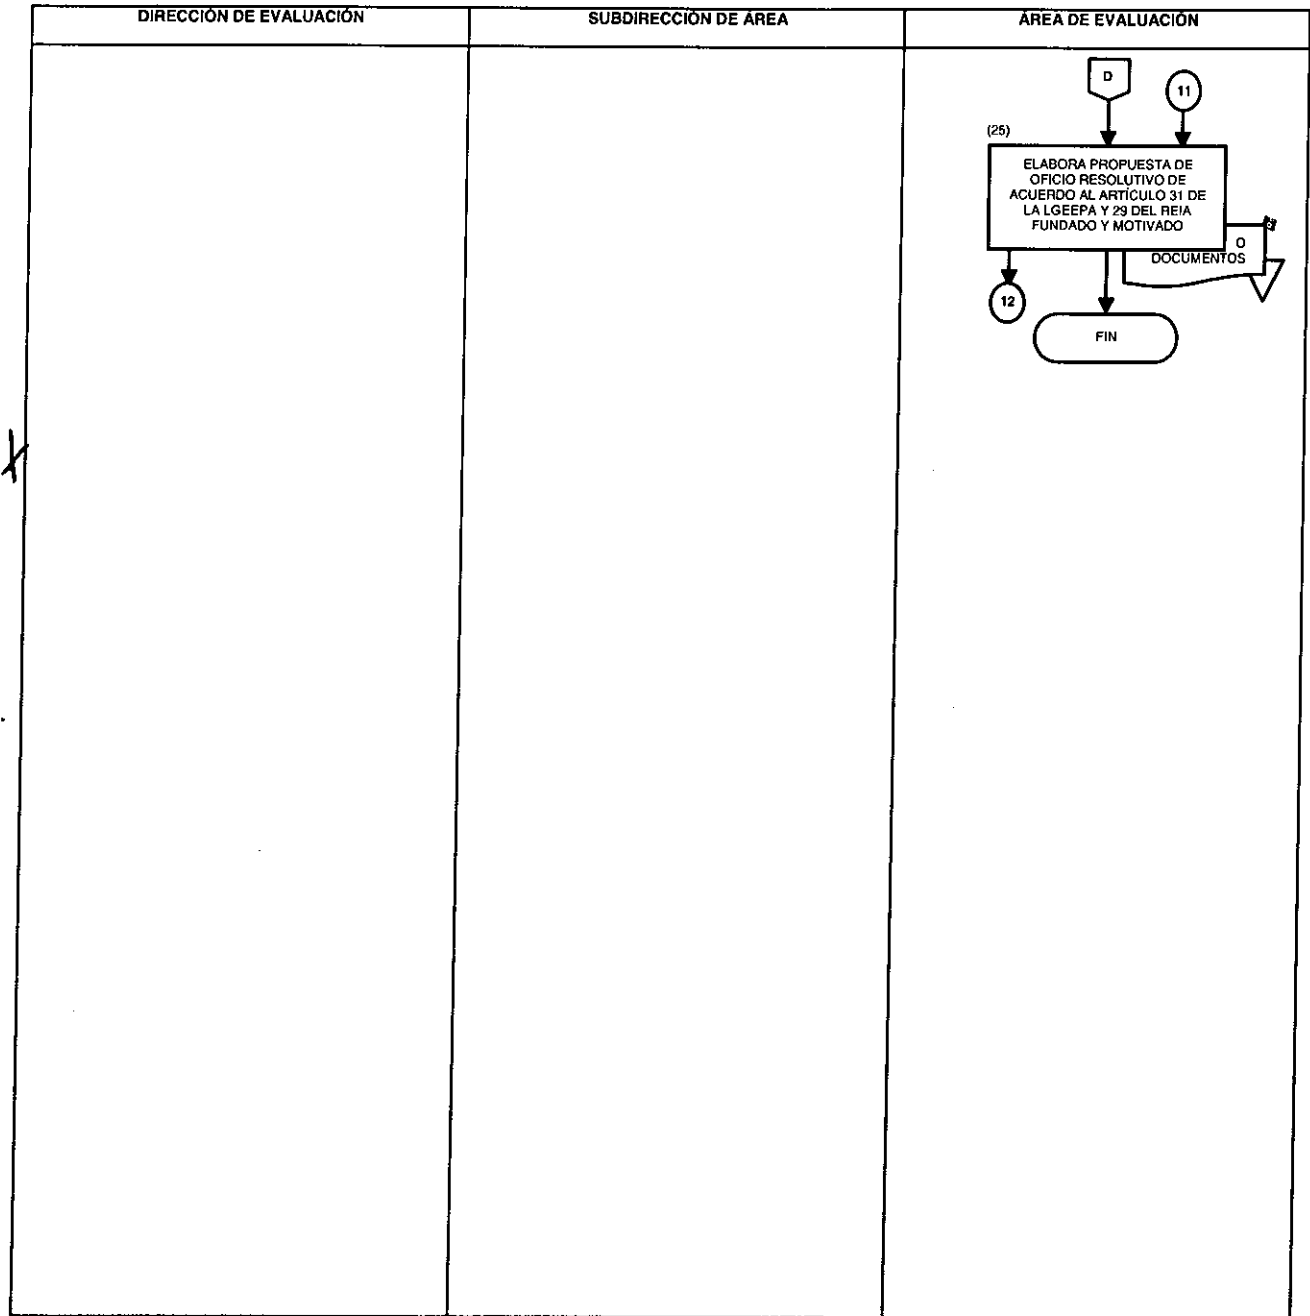 DIRECCIÓN DE EVALUACIÓN
SUBDIRECCIÓN DE ÁREA
ÁREA DE EVALUACIÓN
D
11
(25)
ELABORA PROPUESTA DE
OFICIO RESOLUTIVO DE
ACUERDO AL ARTÍCULO 31 DE
LA LGEEPA Y 29 DEL REIA
FUNDADO Y MOTIVADO
O
DOCUMENTOS
12
FIN